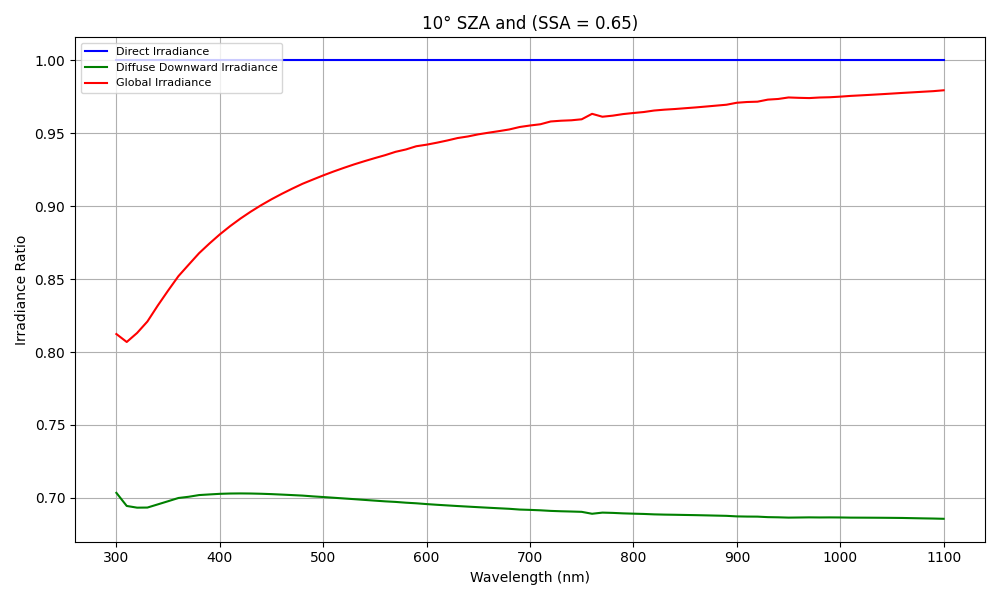 10° SZA and (SSA = 0.65)
Direct Irradiance
Diffuse Downward Irradiance
Global Irradiance
Irradiance Ratio
1.00
0.95
0.90
0.85
0.80
0.75
0.70
300 400 500 600 700 800 900 1000 1100
Wavelength (nm)